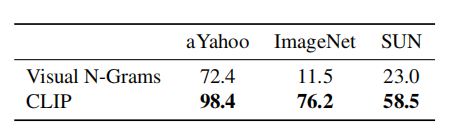 aYahoo ImageNet SUN
Visual N-Grams 72.4 11.5 23.0
CLIP 98.4 76.2 58.5